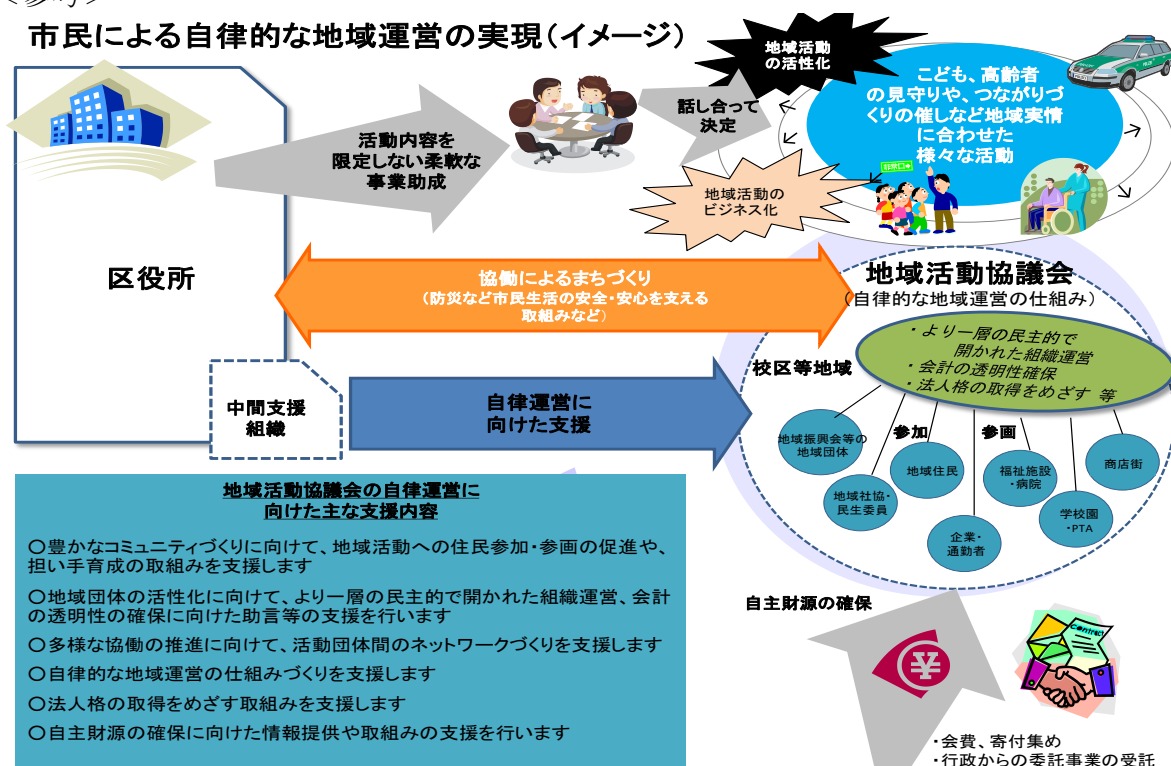 <参考>
市民による自律的な地域運営の実現(イメージ)
地域活動
の活性化
こども、高齢者
の見守りや、つながりづ
くりの催しなど地域実情
に合わせた
様々な活動
話し合って
決定
活動内容を
限定しない柔軟な
事業助成
地域活動の
ビジネス化
区役所
協働によるまちづくり
(防災など市民生活の安全・安心を支える
取組みなど)
地域活動協議会
(自律的な地域運営の仕組み)
・より一層の民主的で
開かれた組織運営
・会計の透明性確保
・法人格の取得をめざす 等
校区等地域
中間支援
組織
自律運営に
向けた支援
地域振興会等の
地域団体
参加
参画
地域住民
福祉施設
・病院
商店街
地域社協・
民生委員
学校園
・PTA
企業・
通勤者
地域活動協議会の自律運営に
向けた主な支援内容
○豊かなコミュニティづくりに向けて、地域活動への住民参加・参画の促進や、
担い手育成の取組みを支援します
○地域団体の活性化に向けて、より一層の民主的で開かれた組織運営、会計
の透明性の確保に向けた助言等の支援を行います
○多様な協働の推進に向けて、活動団体間のネットワークづくりを支援します
○自律的な地域運営の仕組みづくりを支援します
○法人格の取得をめざす取組みを支援します
○自主財源の確保に向けた情報提供や取組みの支援を行います
自主財源の確保
¥
Contract
・会費、寄付集め
・行政からの委託事業の受託